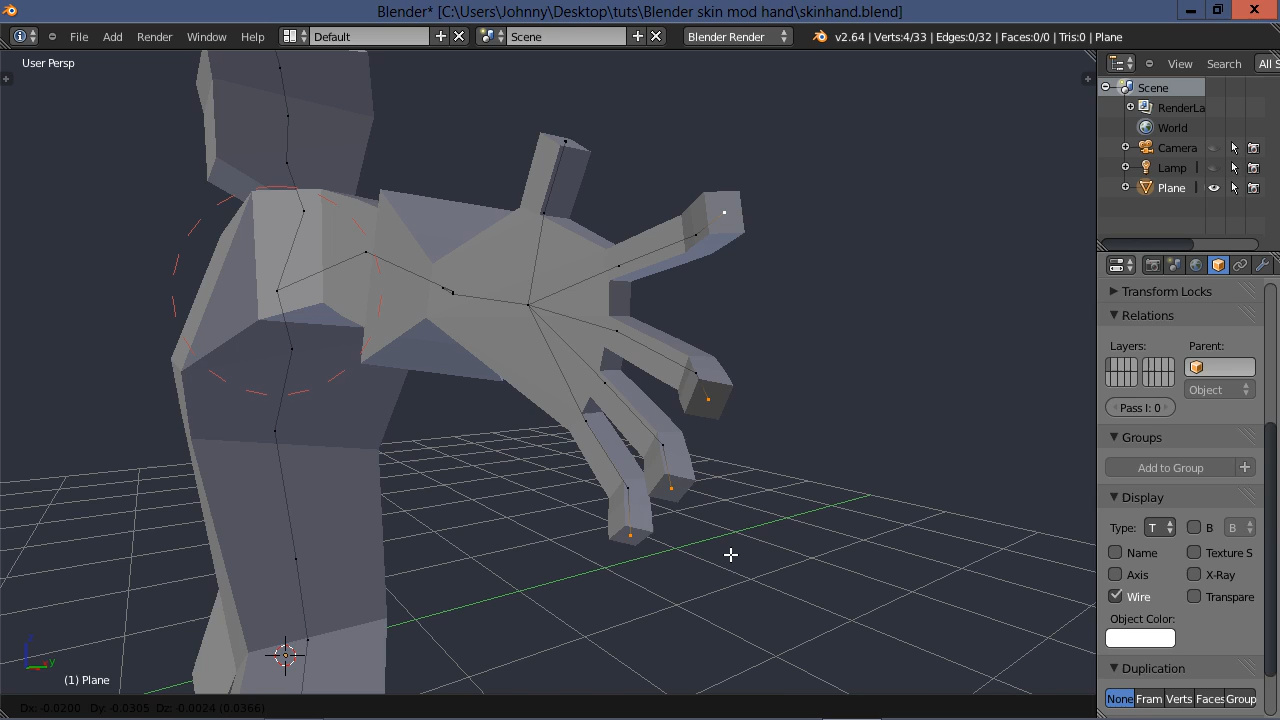 Blender* [C:\Users\Johnny\Desktop\tuts\Blender skin mod hand\skinhand.blend]
File Add Render Window Help Default Scene Blender Render v2.64 | Verts:4/33 | Edges:0/32 | Faces:0/0 | Tris:0 | Plane
User Persp
View Search All S
Scene
RenderLa
World
Camera
Lamp
Plane
Transform Locks
Relations
Layers: Parent:
Object
Pass I: 0
Groups
Add to Group
Display
Type: T B B
Name Texture S
Axis X-Ray
Wire Transpare
Object Color:
Duplication
None Fram Verts Faces Group
z
y
(1) Plane
Dx: -0.0200 Dy: -0.0305 Dz: -0.0024 (0.0366)